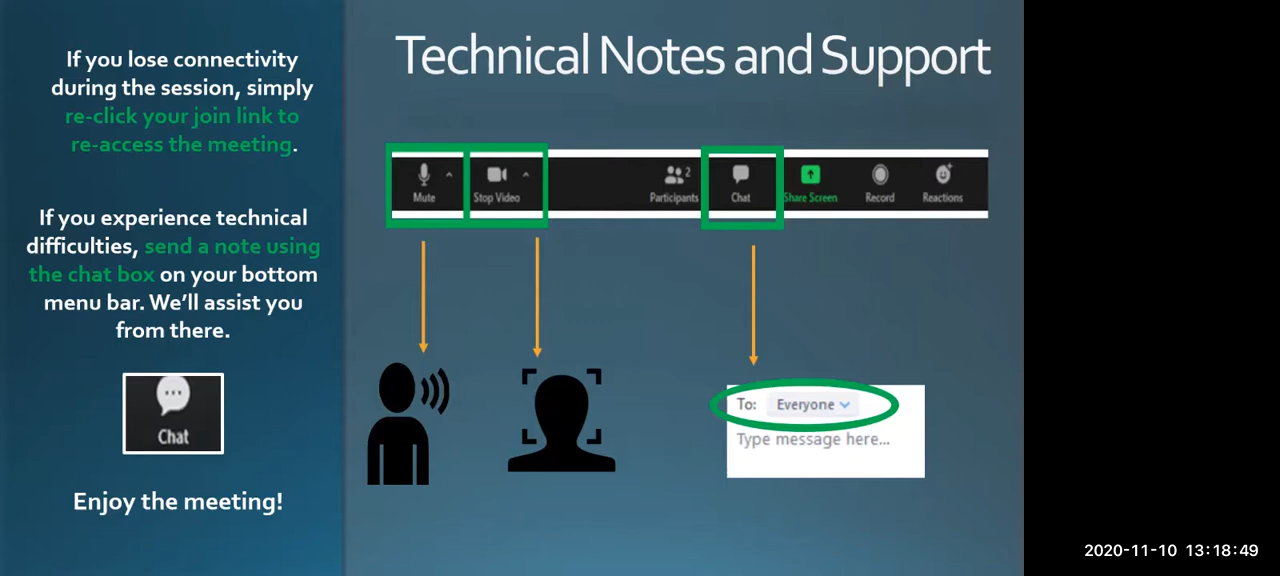 If you lose connectivity
during the session, simply
re-click your join link to
re-access the meeting.
If you experience technical
difficulties, send a note using
the chat box on your bottom
menu bar. We'll assist you
from there.
Chat
Enjoy the meeting!
Technical Notes and Support
Mute
Stop Video
2
Participants
Chat
Share Screen
Record
Reactions
To: Everyone
Type message here...
2020-11-10 13:18:49